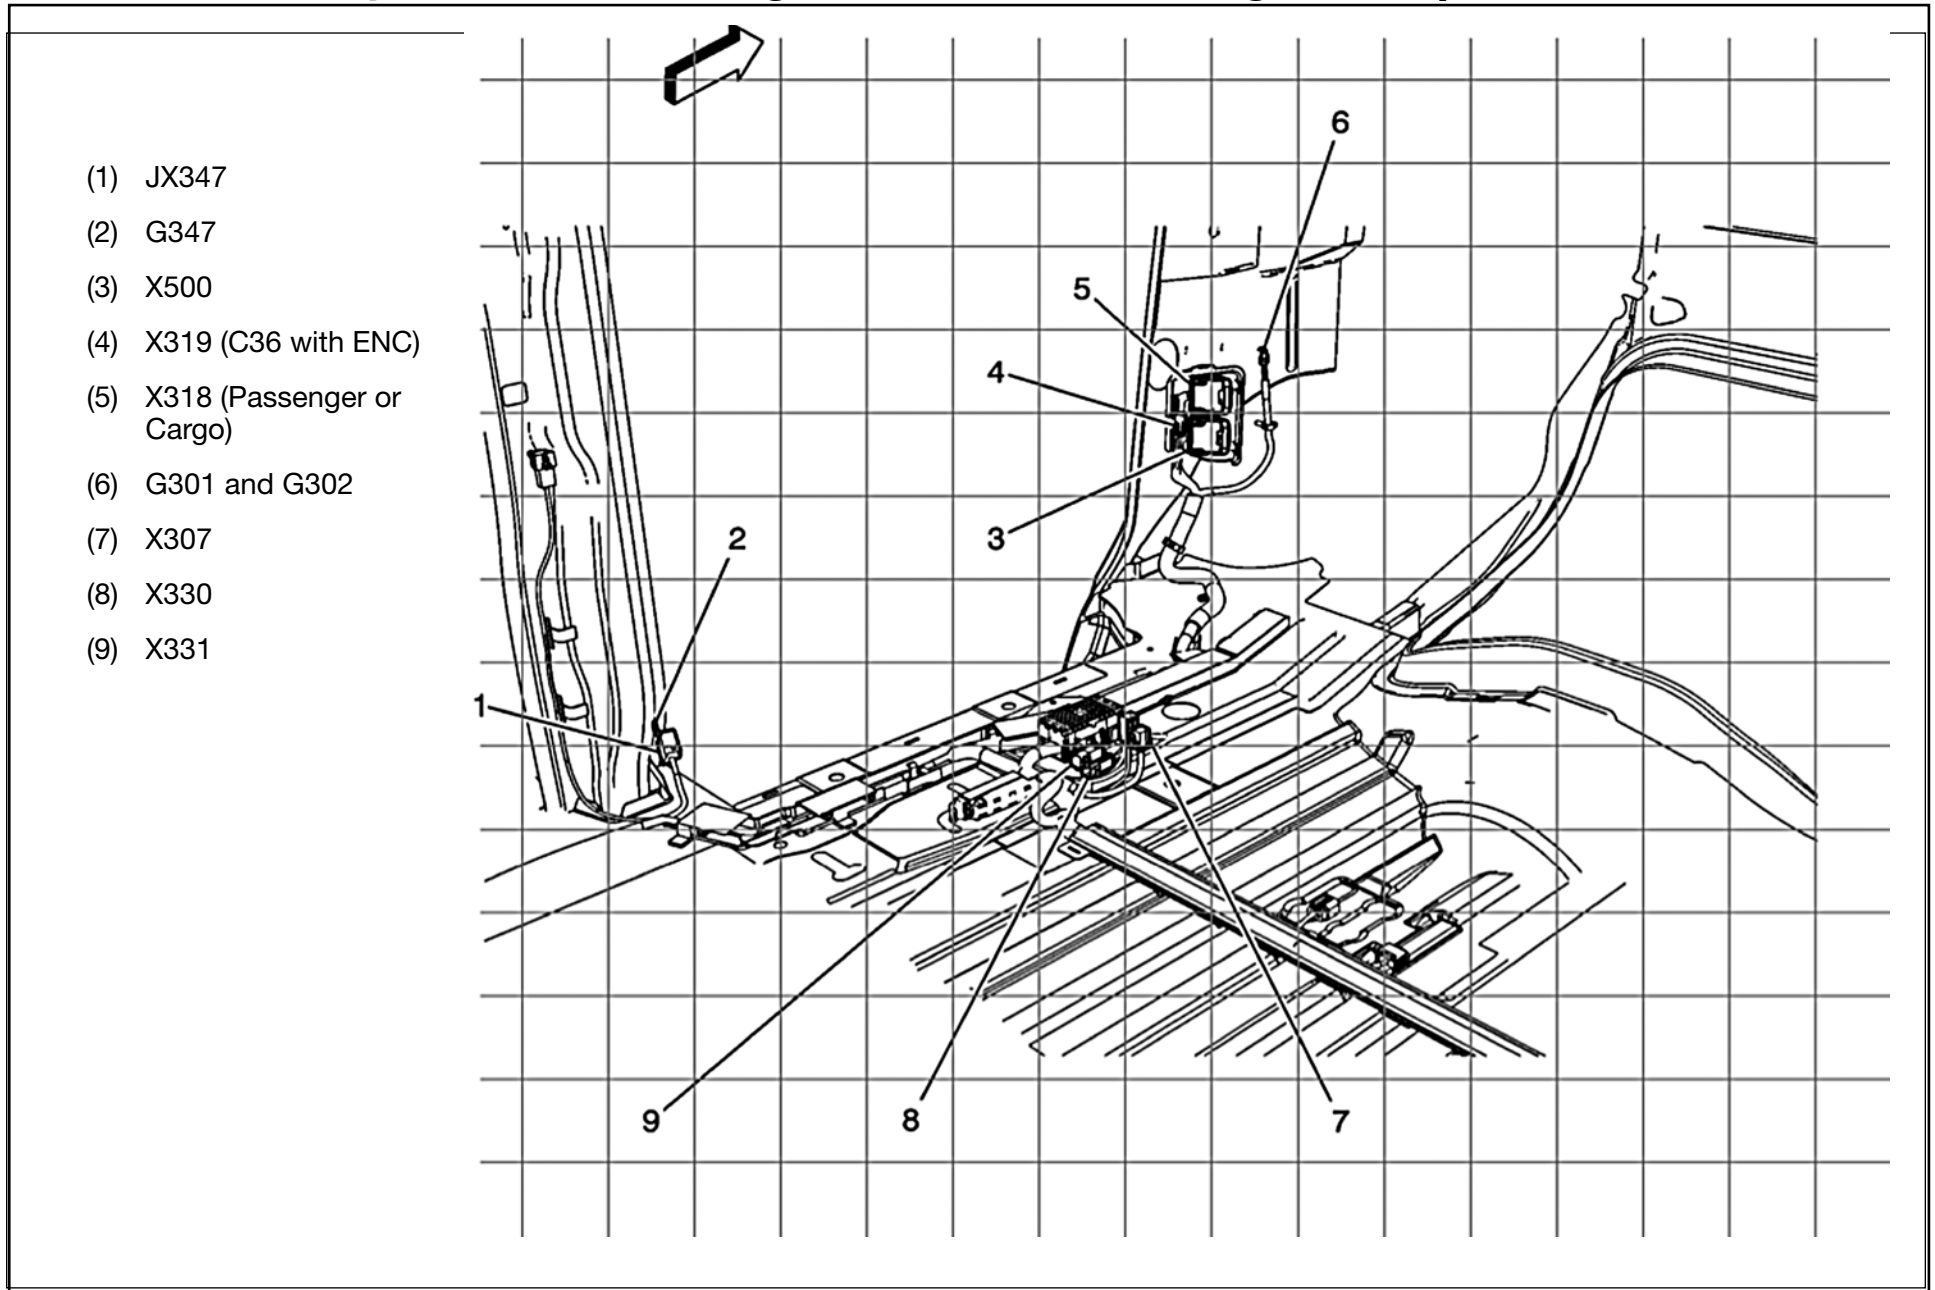 (1) JX347
(2) G347
(3) X500
(4) X319 (C36 with ENC)
(5) X318 (Passenger or
Cargo)
(6) G301 and G302
(7) X307
(8) X330
(9) X331
6
5
4
3
2
1
9
8
7